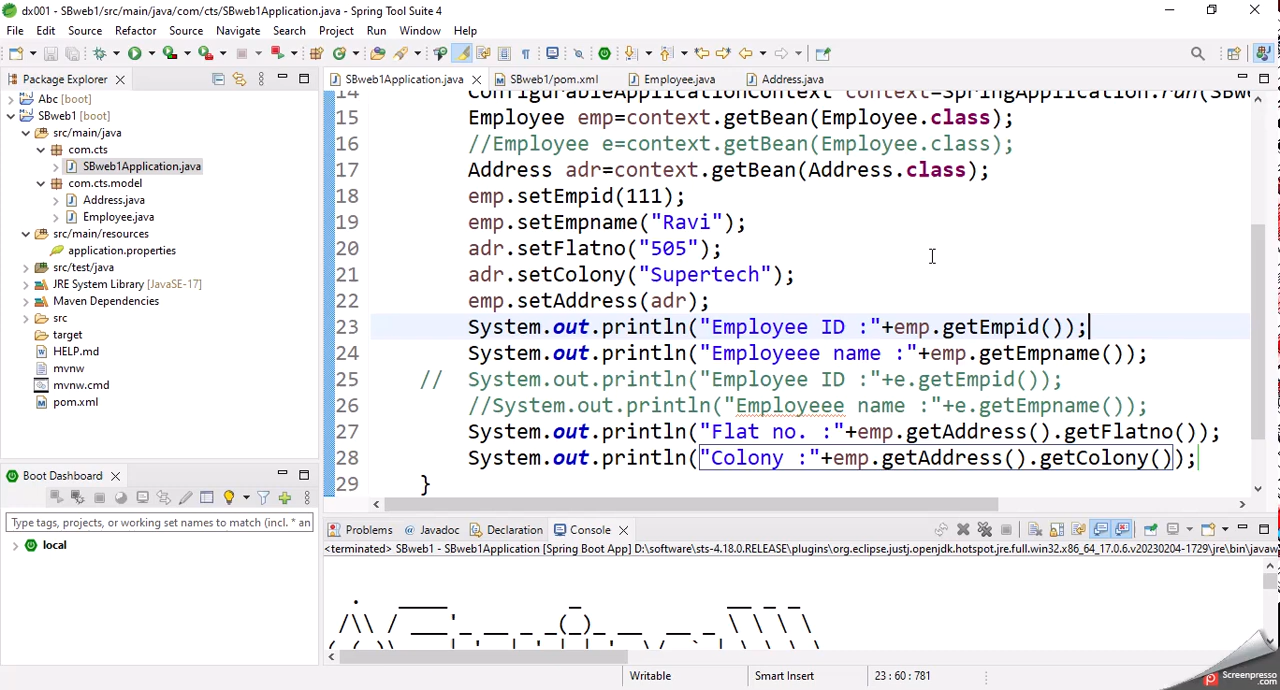 dx001 - SBweb1/src/main/java/com/cts/SBweb1Application.java - Spring Tool Suite 4
File Edit Source Refactor Source Navigate Search Project Run Window Help
Package Explorer
Abc [boot]
SBweb1 [boot]
src/main/java
com.cts
SBweb1Application.java
com.cts.model
Address.java
Employee.java
src/main/resources
application.properties
src/test/java
JRE System Library [JavaSE-17]
Maven Dependencies
src
target
HELP.md
mvnw
mvnw.cmd
pom.xml
Boot Dashboard
Type tags, projects, or working set names to match (incl. * an
local
SBweb1Application.java SBweb1/pom.xml Employee.java Address.java
14 ConfigurableApplicationContext context=SpringApplication.run(SBw
15 Employee emp=context.getBean(Employee.class);
16 //Employee e=context.getBean(Employee.class);
17 Address adr=context.getBean(Address.class);
18 emp.setEmpid(111);
19 emp.setEmpname("Ravi");
20 adr.setFlatno("505");
21 adr.setColony("Supertech");
22 emp.setAddress(adr);
23 System.out.println("Employee ID :"+emp.getEmpid());
24 System.out.println("Employeee name :"+emp.getEmpname());
25 // System.out.println("Employee ID :"+e.getEmpid());
26 //System.out.println("Employeee name :"+e.getEmpname());
27 System.out.println("Flat no. :"+emp.getAddress().getFlatno());
28 System.out.println("Colony :"+emp.getAddress().getColony());
29 }
Problems Javadoc Declaration Console
<terminated> SBweb1 - SBweb1Application [Spring Boot App] D:\software\sts-4.18.0.RELEASE\plugins\org.eclipse.justj.openjdk.hotspot.jre.full.win32.x86_64_17.0.6.v20230204-1729\jre\bin\javaw
Writable Smart Insert 23 : 60 : 781
Screenpresso
.com